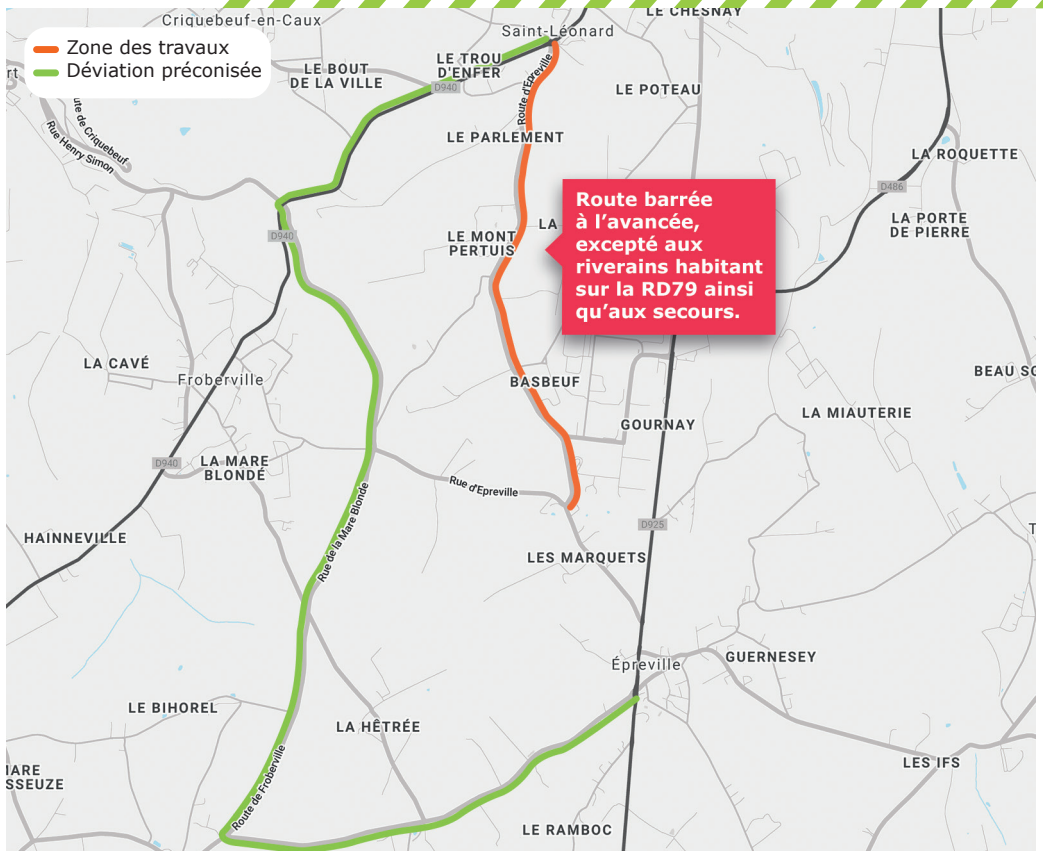 Criquebeuf-en-Caux
LE CHESNAY
Zone des travaux
Déviation préconisée
Saint-Léonard
LE TROU
D'ENFER
LE BOUT
DE LA VILLE
D940
Route d'Epreville
LE POTEAU
Rue Henry Simon
LE PARLEMENT
LA ROQUETTE
D486
Route barrée
à l'avancée,
excepté aux
riverains habitant
sur la RD79 ainsi
qu'aux secours.
LA
LE MONT
PERTUIS
LA PORTE
DE PIERRE
D940
LA CAVÉ
Froberville
BASBEUF
GOURNAY
LA MIAUTERIE
D940
LA MARE
BLONDÉ
Rue d'Epreville
Rue de la Mare Blonde
D925
HAINNEVILLE
LES MARQUETS
Épreville
GUERNESEY
LE BIHOREL
LA HÊTRÉE
Route de Froberville
LES IFS
LE RAMBOC